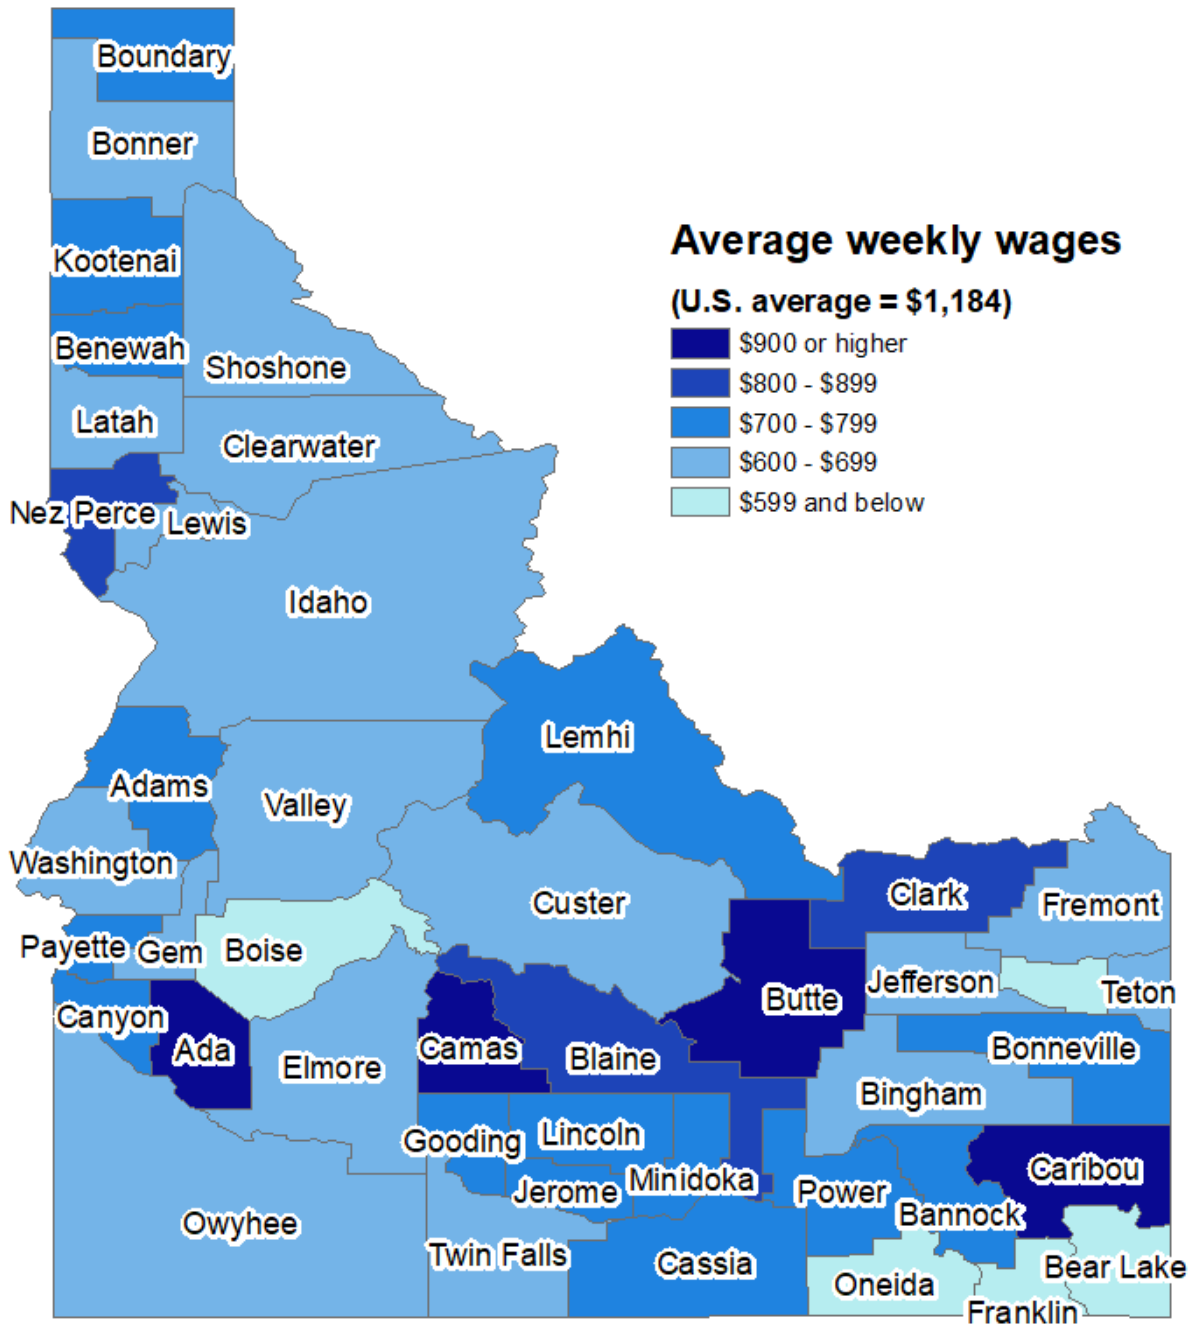 Boundary
Bonner
Average weekly wages
Kootenai
(U.S. average = $1,184)
$900 or higher
Benewah
Shoshone
$800 - $899
Latah
$700 - $799
Clearwater
$600 - $699
$599 and below
Nez Perce
Lewis
Idaho
Lemhi
Adams
Valley
Washington
Custer
Clark
Fremont
Payette
Gem
Boise
Jefferson
Teton
Butte
Canyon
Ada
Camas
Blaine
Bonneville
Elmore
Bingham
Gooding
Lincoln
Caribou
Jerome
Minidoka
Power
Bannock
Owyhee
Twin Falls
Cassia
Bear Lake
Oneida
Franklin